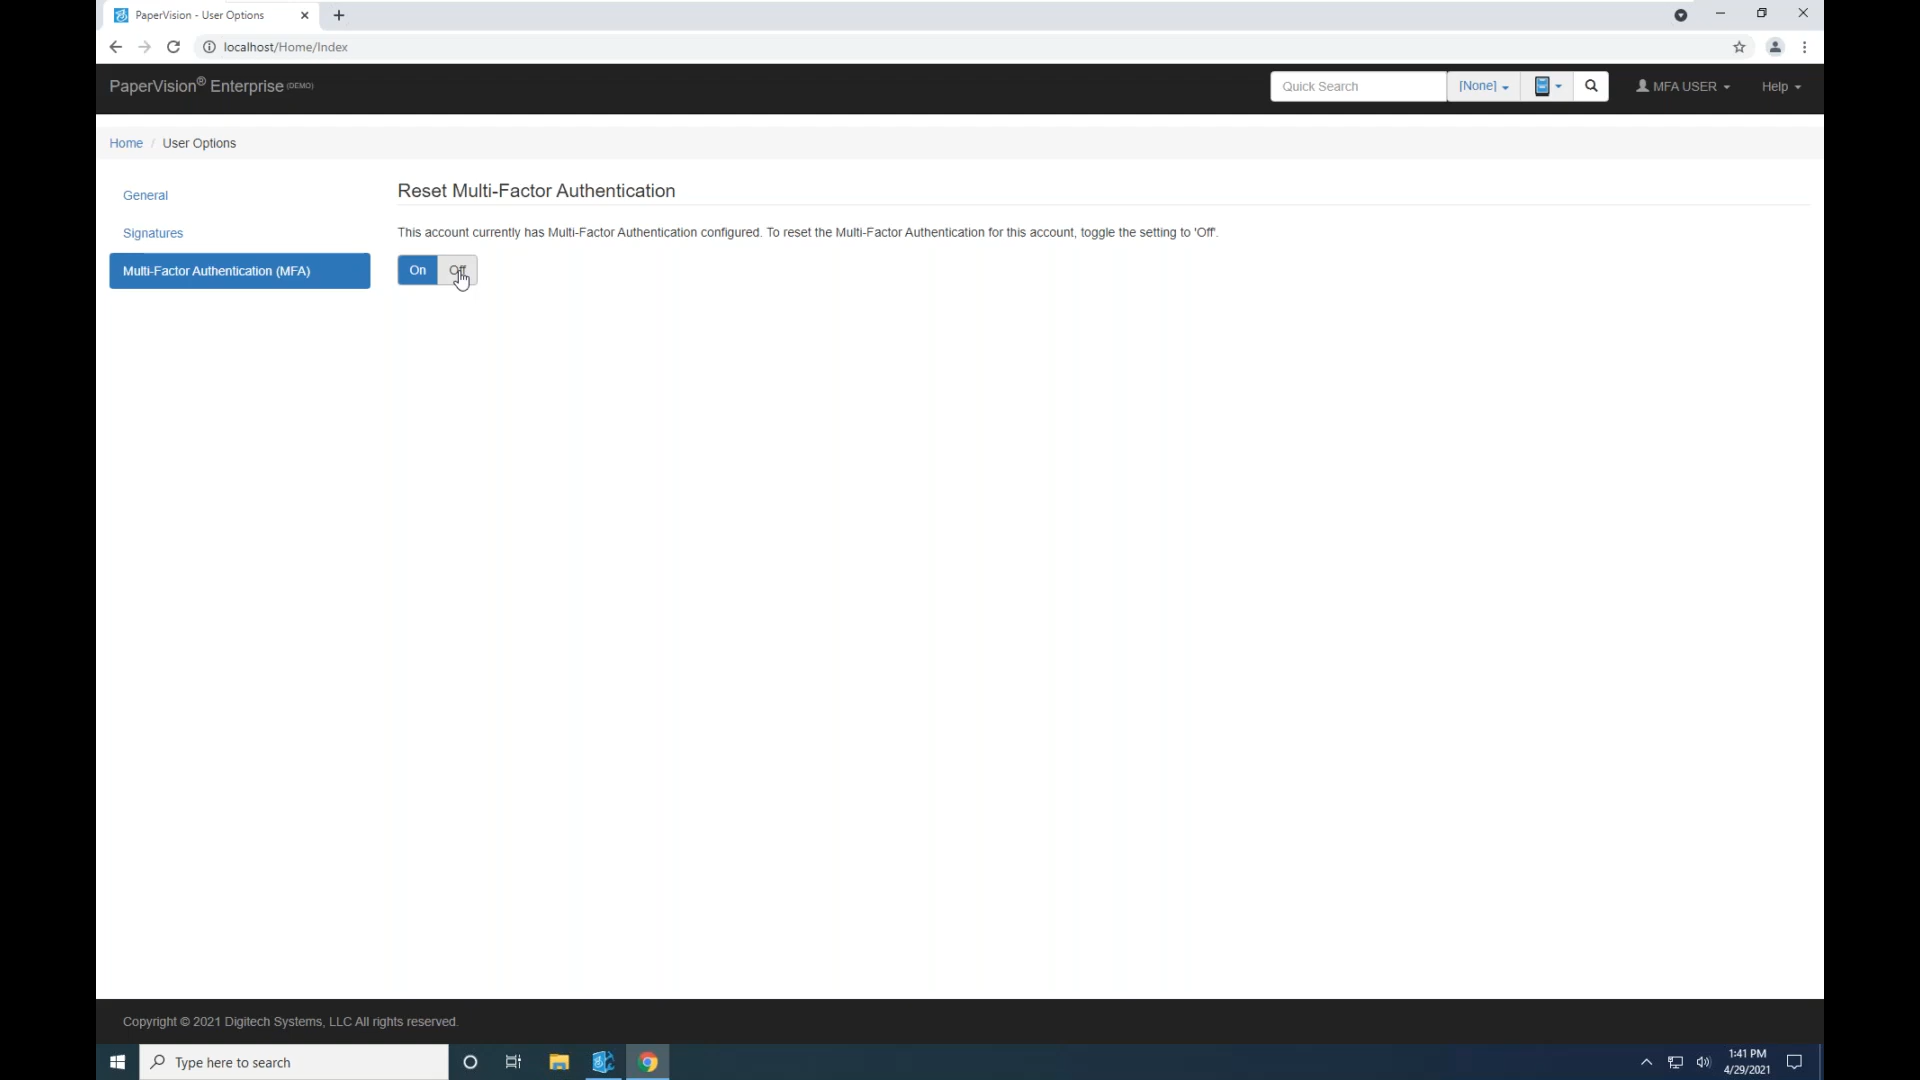 PaperVision - User Options
localhost/Home/Index
PaperVision® Enterprise (DEMO)
Quick Search
[None]
MFA USER
Help
Home / User Options
General
Signatures
Multi-Factor Authentication (MFA)
Reset Multi-Factor Authentication
This account currently has Multi-Factor Authentication configured. To reset the Multi-Factor Authentication for this account, toggle the setting to 'Off'.
On Off
Copyright © 2021 Digitech Systems, LLC All rights reserved.
Type here to search
1:41 PM
4/29/2021